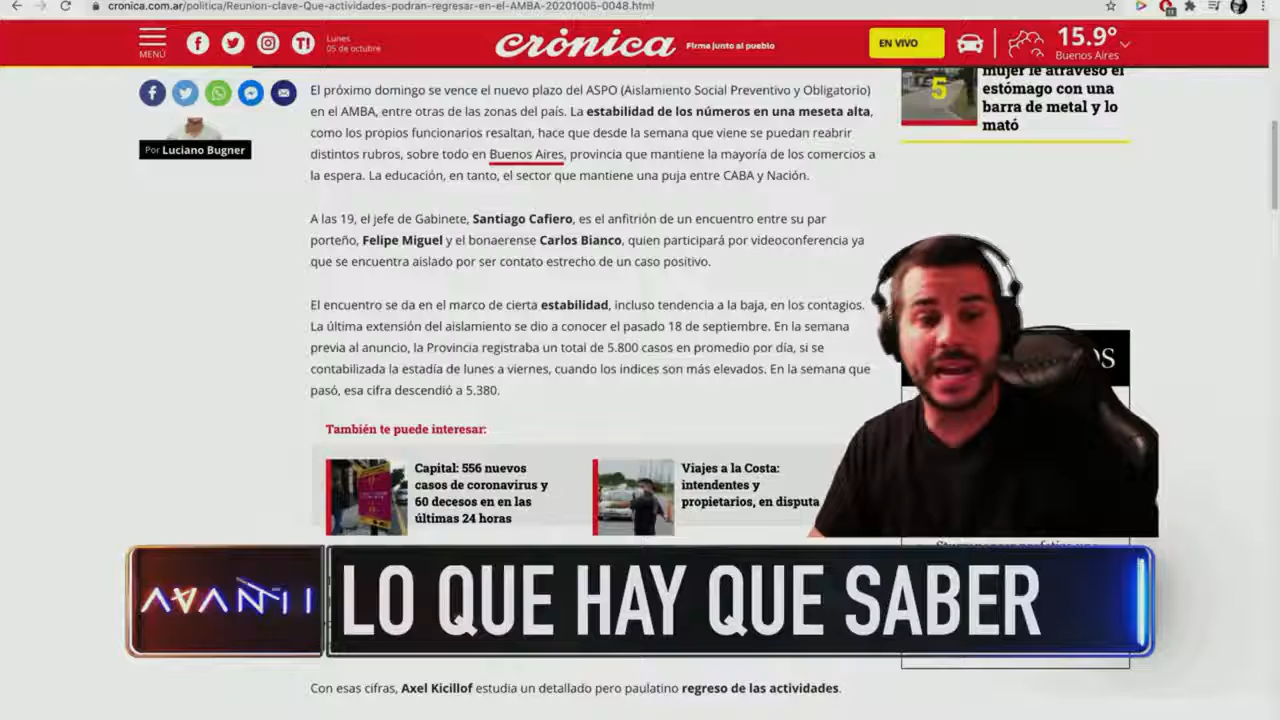 cronica.com.ar/politica/Reunion-clave-Que-actividades-podran-regresar-en-el-AMBA-20201005-0048.html
MENÚ
Lunes
05 de octubre
crónica
Firme junto al pueblo
EN VIVO
15.9°
Buenos Aires
Por Luciano Bugner
El próximo domingo se vence el nuevo plazo del ASPO (Aislamiento Social Preventivo y Obligatorio)
en el AMBA, entre otras de las zonas del país. La estabilidad de los números en una meseta alta,
como los propios funcionarios resaltan, hace que desde la semana que viene se puedan reabrir
distintos rubros, sobre todo en Buenos Aires, provincia que mantiene la mayoría de los comercios a
la espera. La educación, en tanto, el sector que mantiene una puja entre CABA y Nación.
A las 19, el jefe de Gabinete, Santiago Cafiero, es el anfitrión de un encuentro entre su par
porteño, Felipe Miguel y el bonaerense Carlos Bianco, quien participará por videoconferencia ya
que se encuentra aislado por ser contato estrecho de un caso positivo.
El encuentro se da en el marco de cierta estabilidad, incluso tendencia a la baja, en los contagios.
La última extensión del aislamiento se dio a conocer el pasado 18 de septiembre. En la semana
previa al anuncio, la Provincia registraba un total de 5.800 casos en promedio por día, si se
contabilizada la estadía de lunes a viernes, cuando los indices son más elevados. En la semana que
pasó, esa cifra descendió a 5.380.
También te puede interesar:
Capital: 556 nuevos
casos de coronavirus y
60 decesos en en las
últimas 24 horas
Viajes a la Costa:
intendentes y
propietarios, en disputa
5
mujer le atravesó el
estómago con una
barra de metal y lo
mató
OS
AVANTI
LO QUE HAY QUE SABER
Con esas cifras, Axel Kicillof estudia un detallado pero paulatino regreso de las actividades.